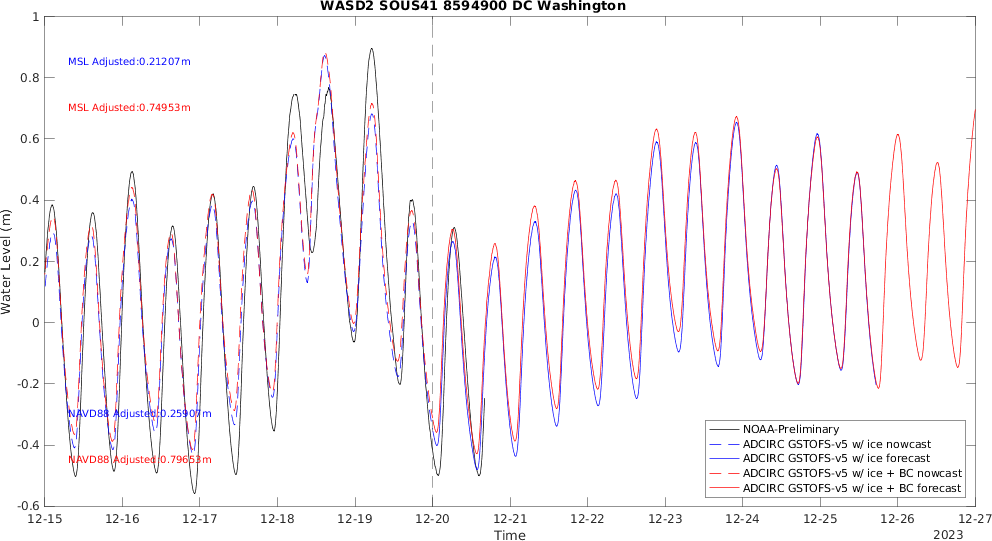 WASD2 SOUS41 8594900 DC Washington
1
0.8
0.6
0.4
0.2
0
-0.2
-0.4
-0.6
Water Level (m)
MSL Adjusted:0.21207m
MSL Adjusted:0.74953m
NAVD88 Adjusted:0.25907m
NAVD88 Adjusted:0.79653m
NOAA-Preliminary
ADCIRC GSTOFS-v5 w/ ice nowcast
ADCIRC GSTOFS-v5 w/ ice forecast
ADCIRC GSTOFS-v5 w/ ice + BC nowcast
ADCIRC GSTOFS-v5 w/ ice + BC forecast
12-15 12-16 12-17 12-18 12-19 12-20 12-21 12-22 12-23 12-24 12-25 12-26 12-27
Time
2023